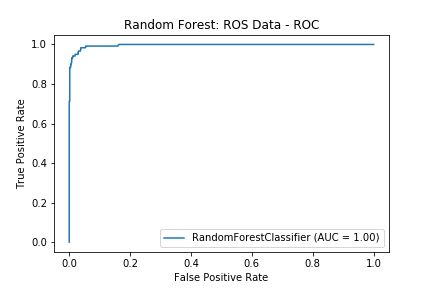 Random Forest: ROS Data - ROC
1.0
0.8
0.6
0.4
0.2
0.0
True Positive Rate
RandomForestClassifier (AUC = 1.00)
0.0 0.2 0.4 0.6 0.8 1.0
False Positive Rate